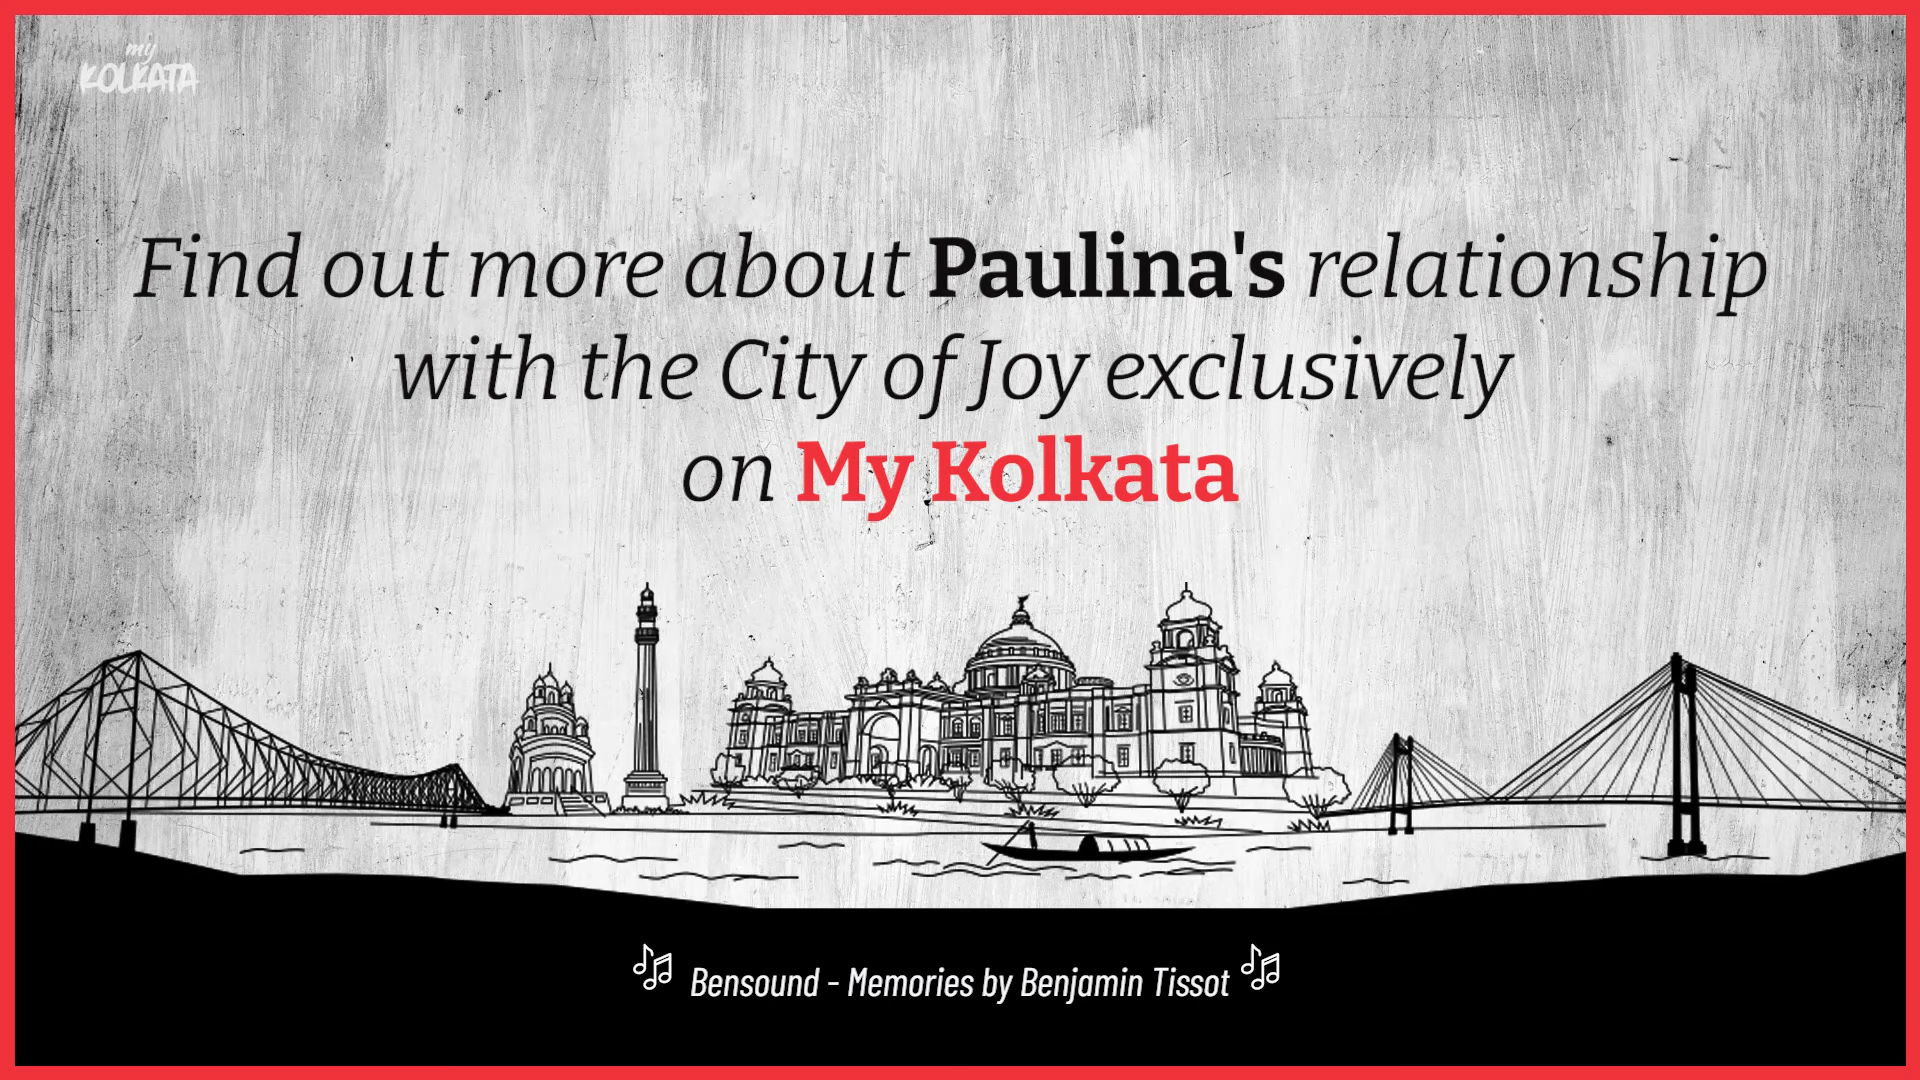 my
KOLKATA
Find out more about Paulina's relationship
with the City of Joy exclusively
on My Kolkata
Bensound - Memories by Benjamin Tissot